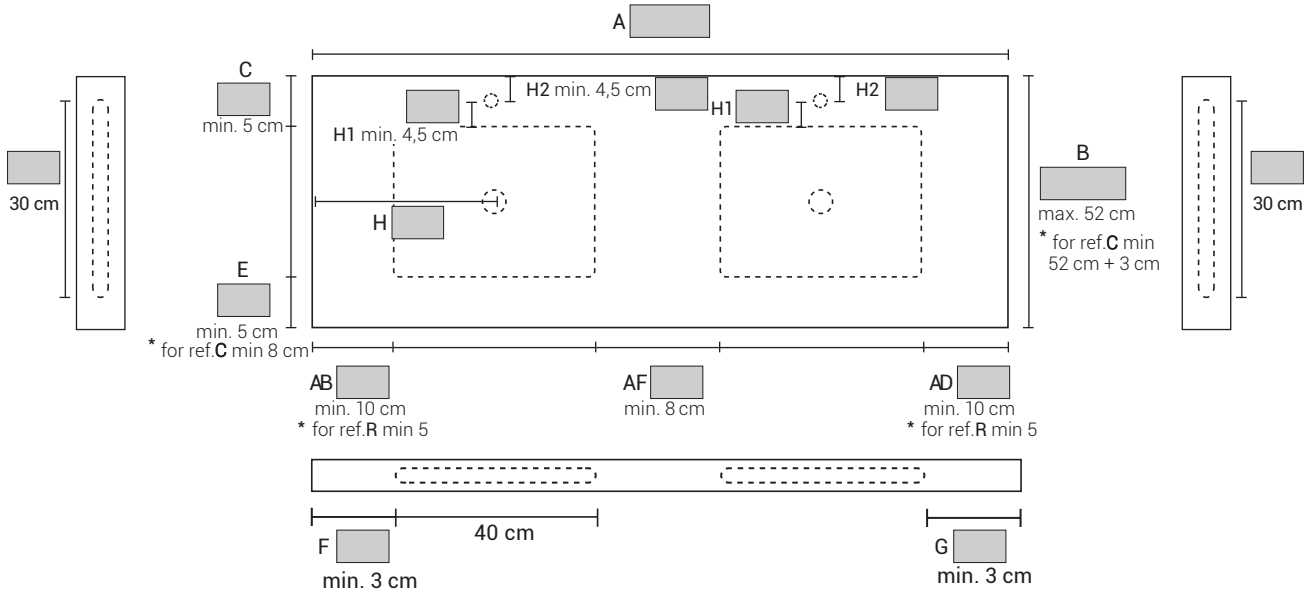 A
C
min. 5 cm
H2 min. 4,5 cm
H1
H2
H1 min. 4,5 cm
30 cm
H
B
max. 52 cm
* for ref.C min
52 cm + 3 cm
30 cm
E
min. 5 cm
* for ref.C min 8 cm
AB
min. 10 cm
* for ref.R min 5
AF
min. 8 cm
AD
min. 10 cm
* for ref.R min 5
40 cm
F
min. 3 cm
G
min. 3 cm